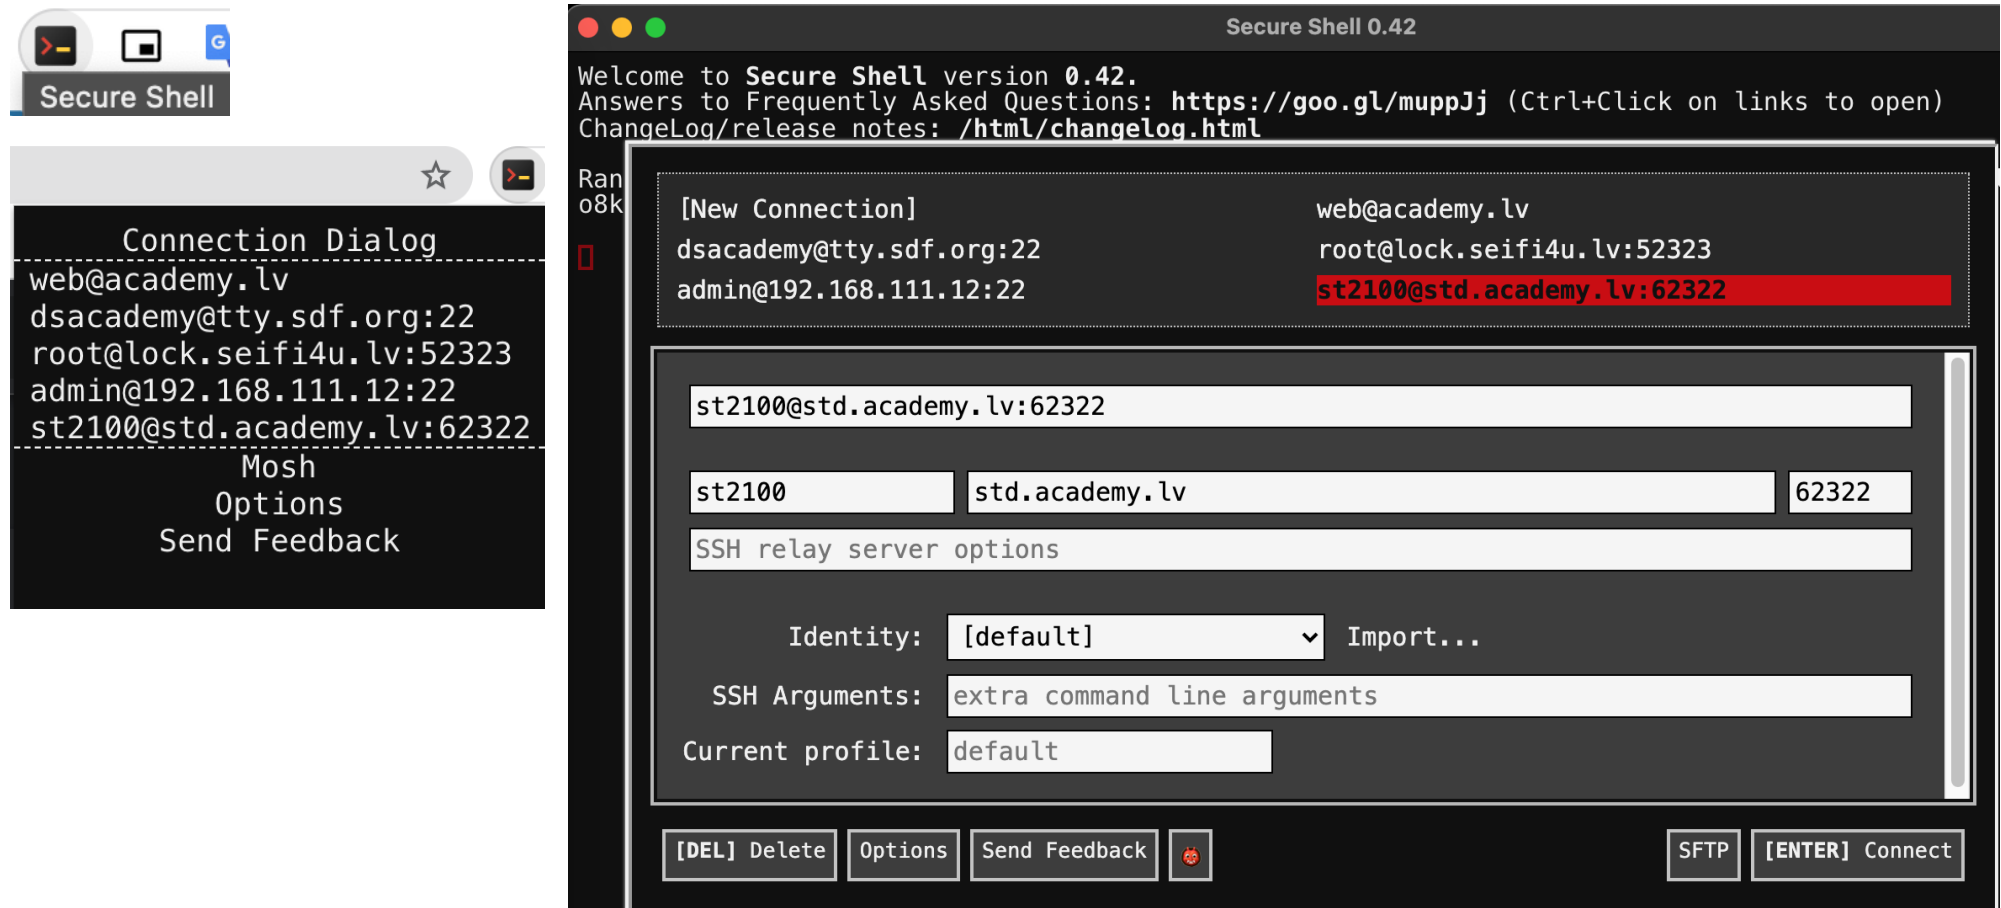 Secure Shell
Connection Dialog
web@academy.lv
dsacademy@tty.sdf.org:22
root@lock.seifi4u.lv:52323
admin@192.168.111.12:22
st2100@std.academy.lv:62322
Mosh
Options
Send Feedback
Secure Shell 0.42
Welcome to Secure Shell version 0.42.
Answers to Frequently Asked Questions: https://goo.gl/muppJj (Ctrl+Click on links to open)
ChangeLog/release notes: /html/changelog.html
Ran
o8k
[New Connection]
web@academy.lv
dsacademy@tty.sdf.org:22
root@lock.seifi4u.lv:52323
admin@192.168.111.12:22
st2100@std.academy.lv:62322
st2100@std.academy.lv:62322
st2100
std.academy.lv
62322
SSH relay server options
Identity: [default] Import...
SSH Arguments: extra command line arguments
Current profile: default
[DEL] Delete
Options
Send Feedback
SFTP
[ENTER] Connect